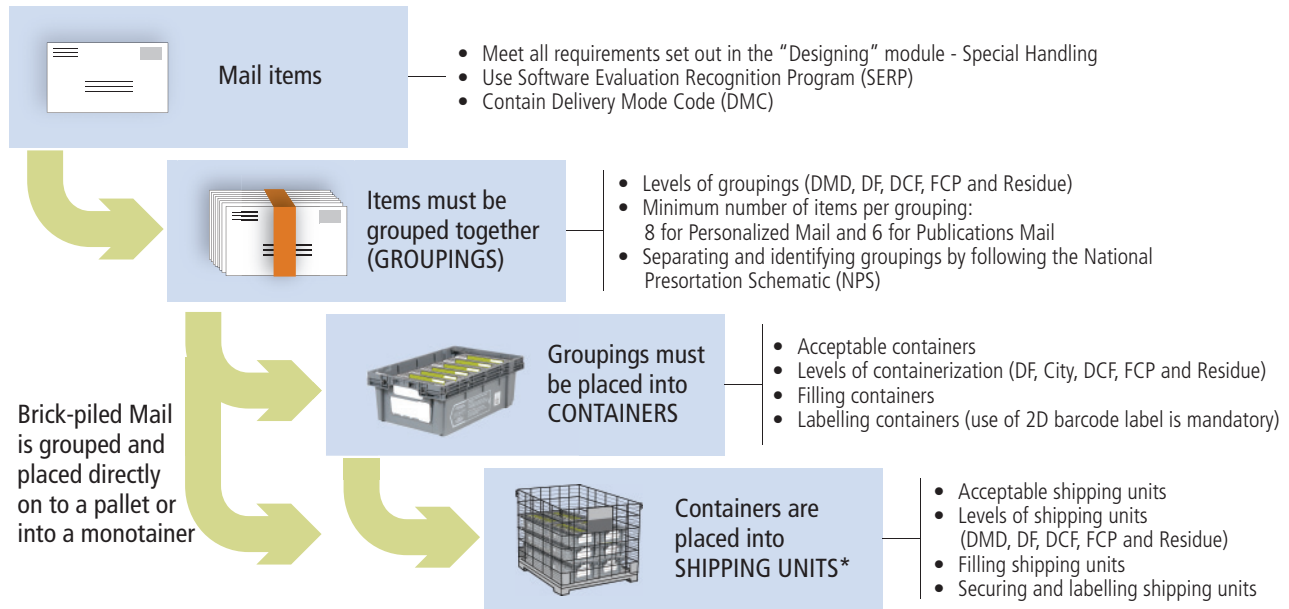 Mail items
• Meet all requirements set out in the “Designing” module - Special Handling
• Use Software Evaluation Recognition Program (SERP)
• Contain Delivery Mode Code (DMC)
Items must be
grouped together
(GROUPINGS)
• Levels of groupings (DMD, DF, DCF, FCP and Residue)
• Minimum number of items per grouping:
8 for Personalized Mail and 6 for Publications Mail
• Separating and identifying groupings by following the National
Presortation Schematic (NPS)
Groupings must
be placed into
CONTAINERS
• Acceptable containers
• Levels of containerization (DF, City, DCF, FCP and Residue)
• Filling containers
• Labelling containers (use of 2D barcode label is mandatory)
Brick-piled Mail
is grouped and
placed directly
on to a pallet or
into a monotainer
Containers are
placed into
SHIPPING UNITS*
• Acceptable shipping units
• Levels of shipping units
(DMD, DF, DCF, FCP and Residue)
• Filling shipping units
• Securing and labelling shipping units